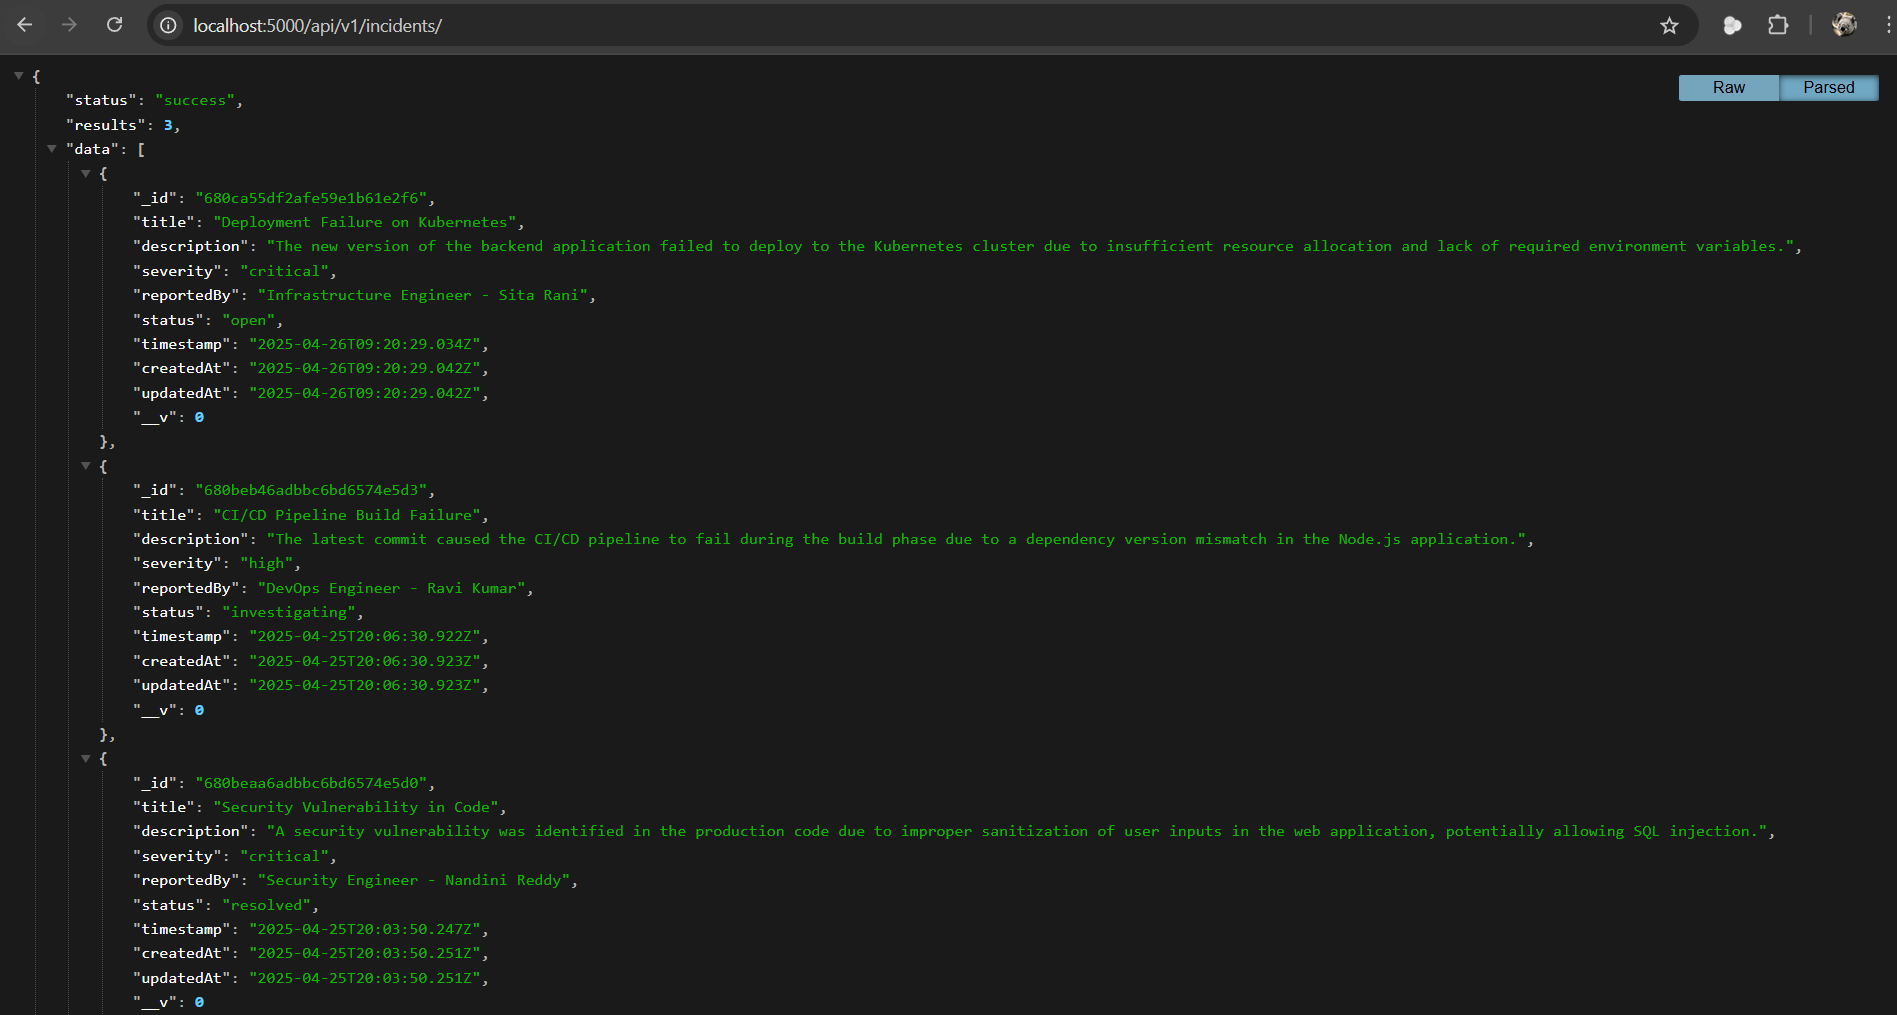 localhost:5000/api/v1/incidents/
Raw Parsed
{
"status": "success",
"results": 3,
"data": [
{
"_id": "680ca55df2afe59e1b61e2f6",
"title": "Deployment Failure on Kubernetes",
"description": "The new version of the backend application failed to deploy to the Kubernetes cluster due to insufficient resource allocation and lack of required environment variables.",
"severity": "critical",
"reportedBy": "Infrastructure Engineer - Sita Rani",
"status": "open",
"timestamp": "2025-04-26T09:20:29.034Z",
"createdAt": "2025-04-26T09:20:29.042Z",
"updatedAt": "2025-04-26T09:20:29.042Z",
"__v": 0
},
{
"_id": "680beb46adbbc6bd6574e5d3",
"title": "CI/CD Pipeline Build Failure",
"description": "The latest commit caused the CI/CD pipeline to fail during the build phase due to a dependency version mismatch in the Node.js application.",
"severity": "high",
"reportedBy": "DevOps Engineer - Ravi Kumar",
"status": "investigating",
"timestamp": "2025-04-25T20:06:30.922Z",
"createdAt": "2025-04-25T20:06:30.923Z",
"updatedAt": "2025-04-25T20:06:30.923Z",
"__v": 0
},
{
"_id": "680beaa6adbbc6bd6574e5d0",
"title": "Security Vulnerability in Code",
"description": "A security vulnerability was identified in the production code due to improper sanitization of user inputs in the web application, potentially allowing SQL injection.",
"severity": "critical",
"reportedBy": "Security Engineer - Nandini Reddy",
"status": "resolved",
"timestamp": "2025-04-25T20:03:50.247Z",
"createdAt": "2025-04-25T20:03:50.251Z",
"updatedAt": "2025-04-25T20:03:50.251Z",
"__v": 0